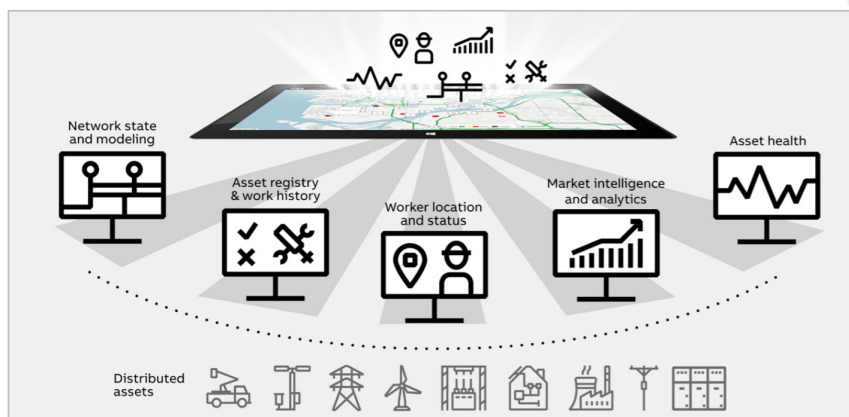 Network state
and modeling
Asset registry
& work history
Worker location
and status
Market intelligence
and analytics
Asset health
Distributed
assets